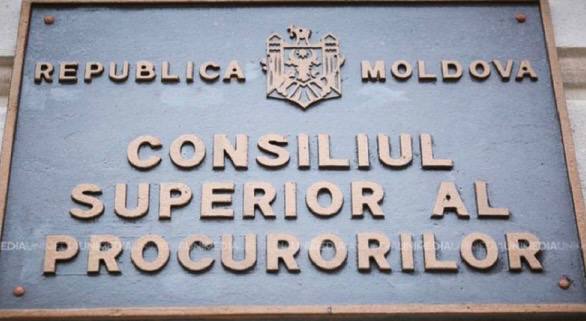 REPUBLICA MOLDOVA
CONSILIUL
SUPERIOR AL
PROCURORILOR